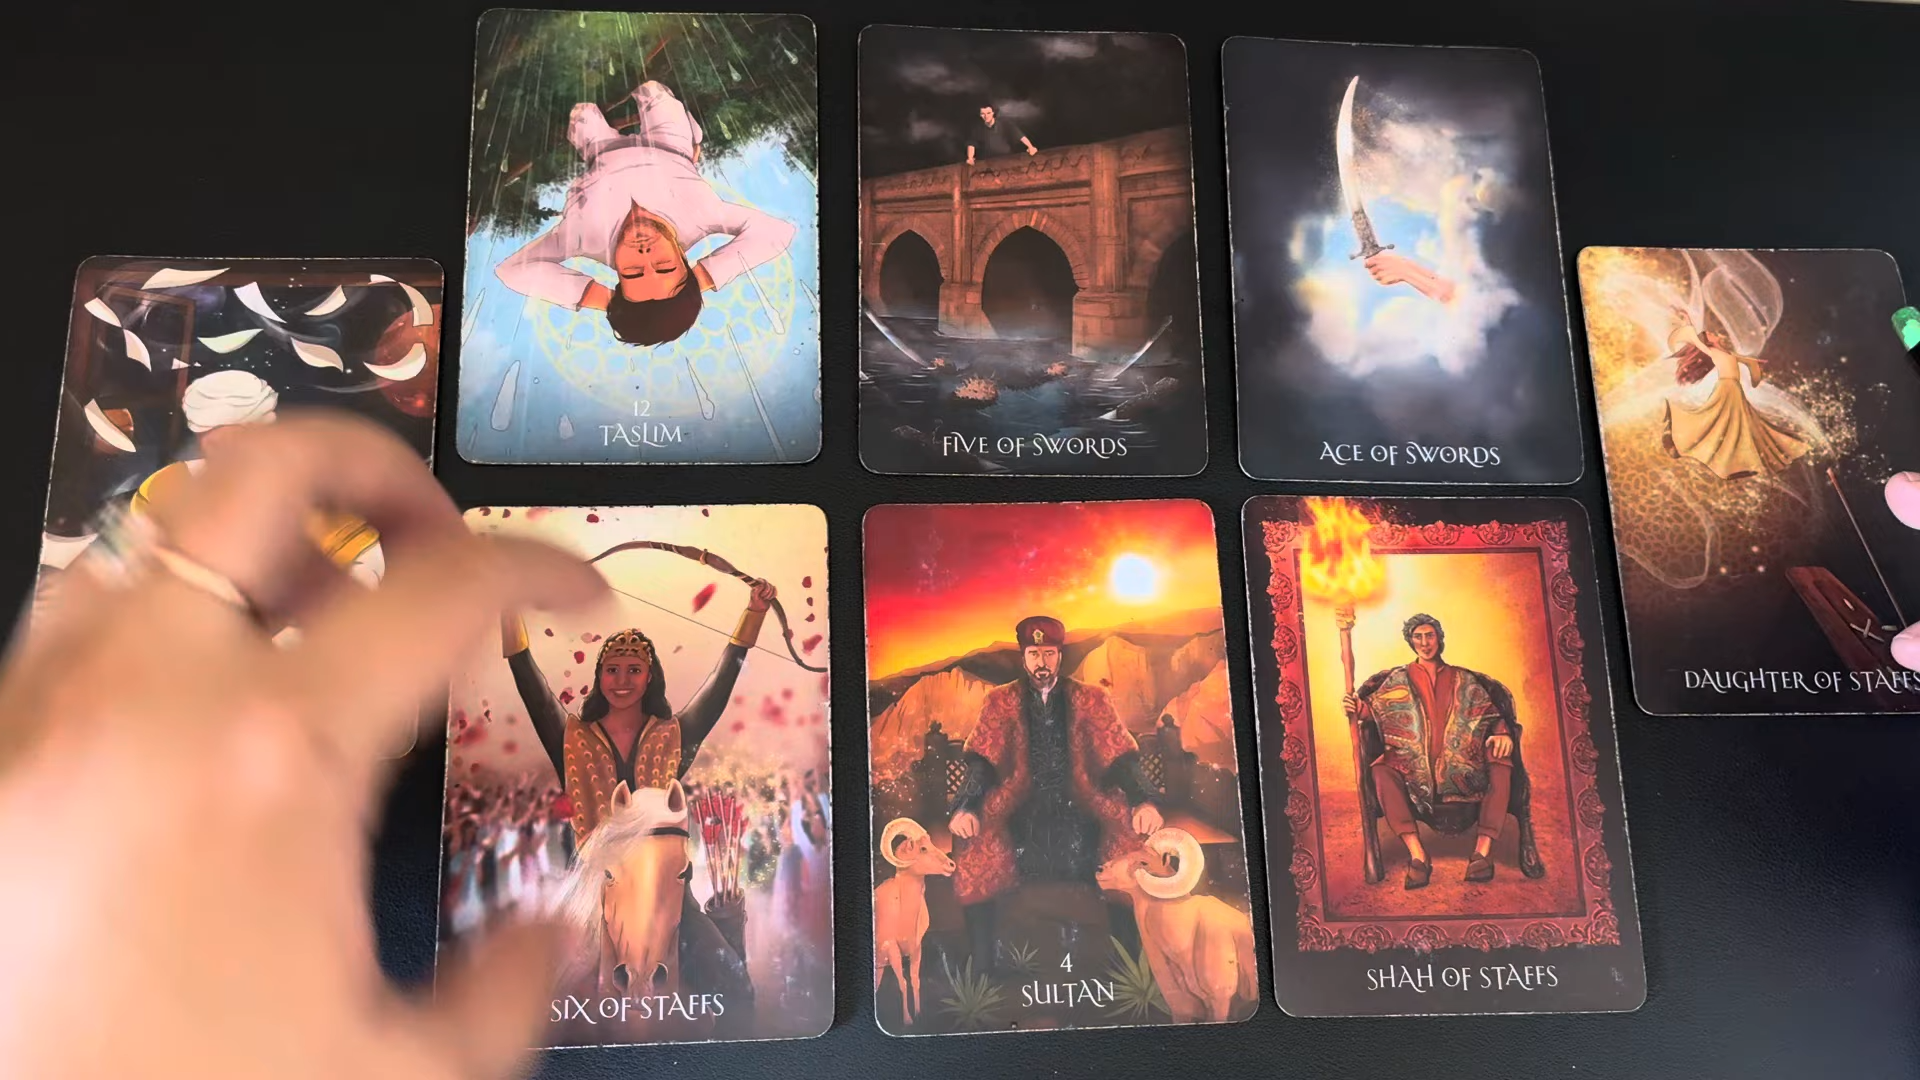 12
TASLIM
FIVE OF SWORDS
ACE OF SWORDS
DAUGHTER OF STAFFS
SIX OF STAFFS
4
SULTAN
SHAH OF STAFFS